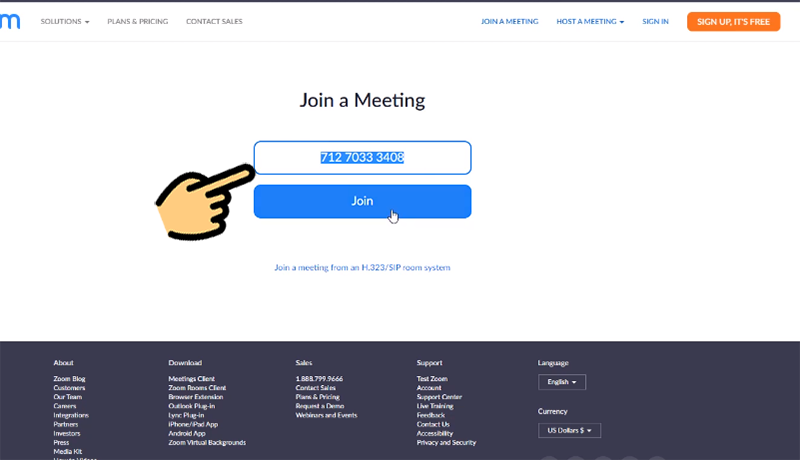 m SOLUTIONS PLANS & PRICING CONTACT SALES JOIN A MEETING HOST A MEETING SIGN IN SIGN UP, IT'S FREE
Join a Meeting
712 7033 3408
Join
Join a meeting from an H.323/SIP room system
About
Zoom Blog
Customers
Our Team
Careers
Integrations
Partners
Investors
Press
Media Kit
How to Videos
Download
Meetings Client
Zoom Rooms Client
Browser Extension
Outlook Plug-in
Lync Plug-in
iPhone/iPad App
Android App
Zoom Virtual Backgrounds
Sales
1.888.799.9666
Contact Sales
Plans & Pricing
Request a Demo
Webinars and Events
Support
Test Zoom
Account
Support Center
Live Training
Feedback
Contact Us
Accessibility
Privacy and Security
Language
English
Currency
US Dollars $